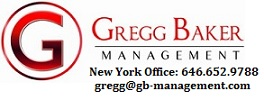 G
GREGG BAKER
MANAGEMENT
New York Office: 646.652.9788
gregg@gb-management.com